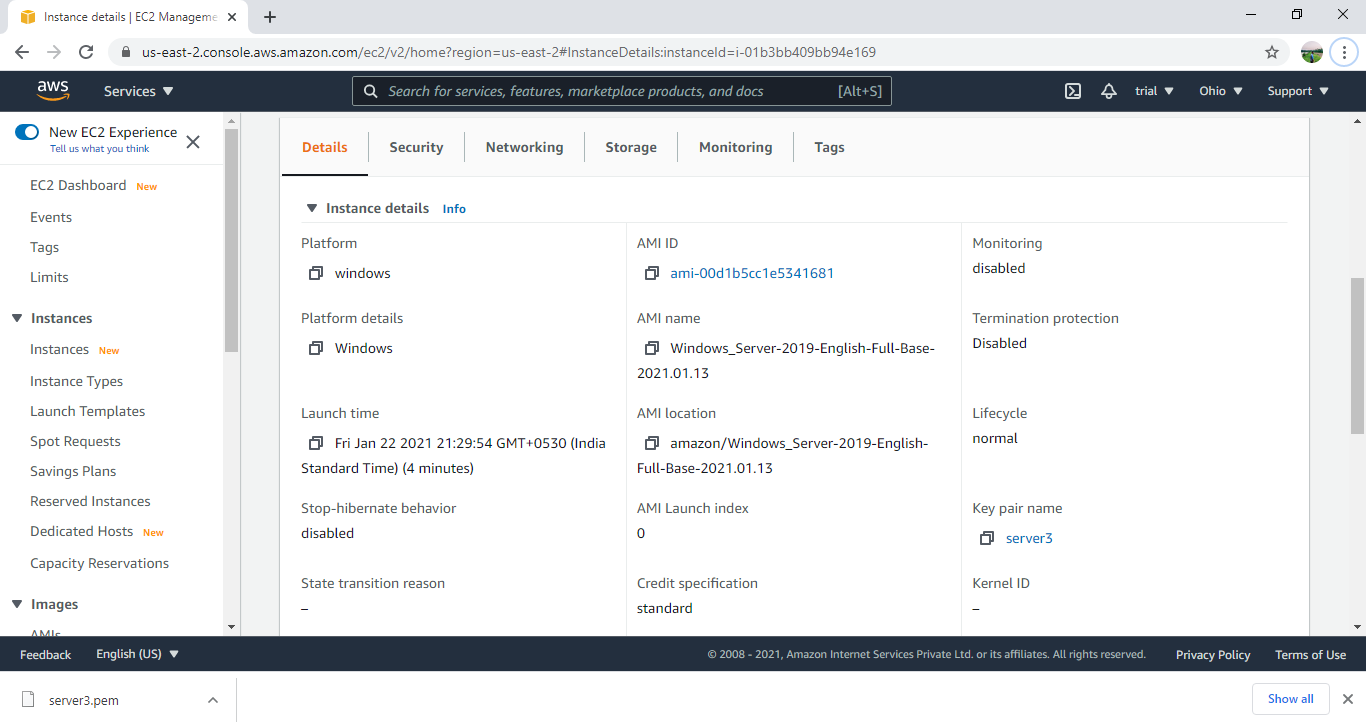 Instance details | EC2 Manageme
us-east-2.console.aws.amazon.com/ec2/v2/home?region=us-east-2#InstanceDetails:instanceId=i-01b3bb409bb94e169
aws
Services
Search for services, features, marketplace products, and docs
[Alt+S]
trial
Ohio
Support
New EC2 Experience
Tell us what you think
EC2 Dashboard New
Events
Tags
Limits
Instances
Instances New
Instance Types
Launch Templates
Spot Requests
Savings Plans
Reserved Instances
Dedicated Hosts New
Capacity Reservations
Images
AMIs
Details
Security
Networking
Storage
Monitoring
Tags
Instance details Info
Platform
windows
Platform details
Windows
Launch time
Fri Jan 22 2021 21:29:54 GMT+0530 (India
Standard Time) (4 minutes)
Stop-hibernate behavior
disabled
State transition reason
–
AMI ID
ami-00d1b5cc1e5341681
AMI name
Windows_Server-2019-English-Full-Base-
2021.01.13
AMI location
amazon/Windows_Server-2019-English-
Full-Base-2021.01.13
AMI Launch index
0
Credit specification
standard
Monitoring
disabled
Termination protection
Disabled
Lifecycle
normal
Key pair name
server3
Kernel ID
–
Feedback
English (US)
© 2008 - 2021, Amazon Internet Services Private Ltd. or its affiliates. All rights reserved.
Privacy Policy
Terms of Use
server3.pem
Show all